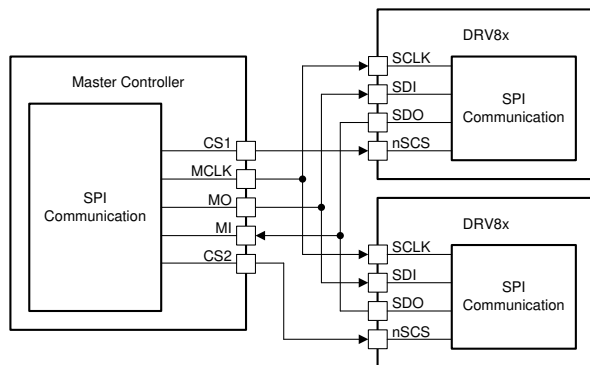 Master Controller
SPI
Communication
CS1
MCLK
MO
MI
CS2
DRV8x
SCLK
SDI
SDO
nSCS
SPI
Communication
DRV8x
SCLK
SDI
SDO
nSCS
SPI
Communication